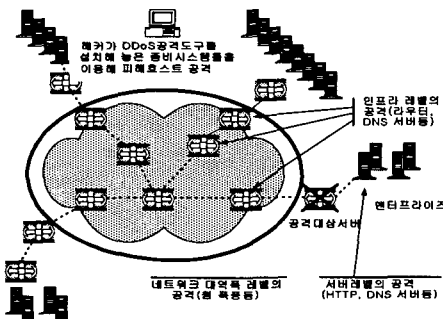 해커가 DDoS공격도구를
설치해 놓은 좀비시스템들을
이용해 피해호스트 공격
인프라 레벨의
공격(라우터,
DNS 서버등)
엔터프라이즈
공격대상서버
네트워크 대역폭 레벨의
공격(웜 폭풍등)
서버레벨의 공격
(HTTP, DNS 서버등)